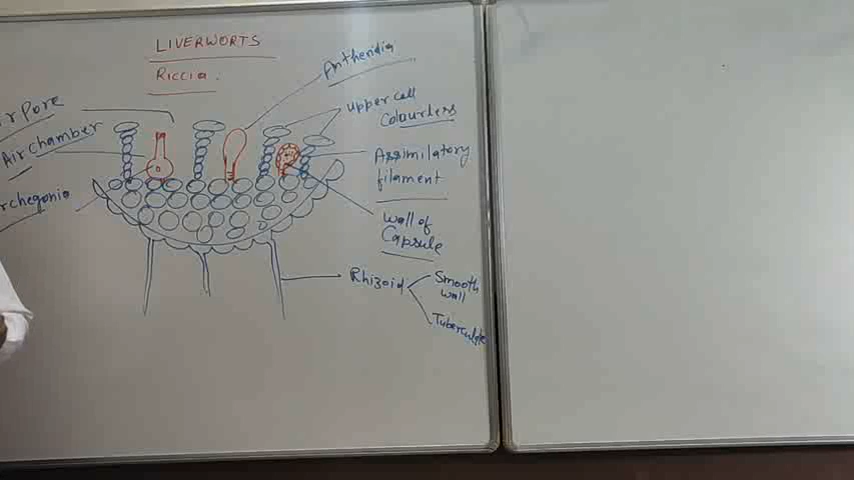 LIVERWORTS
RICCIA.
Antheridia
Upper cell
Colourless
Assimilatory
filament
Wall of
Capsule
Rhizoid
Smooth
wall
Tuberculate
ir Pore
Air chamber
rchegonia